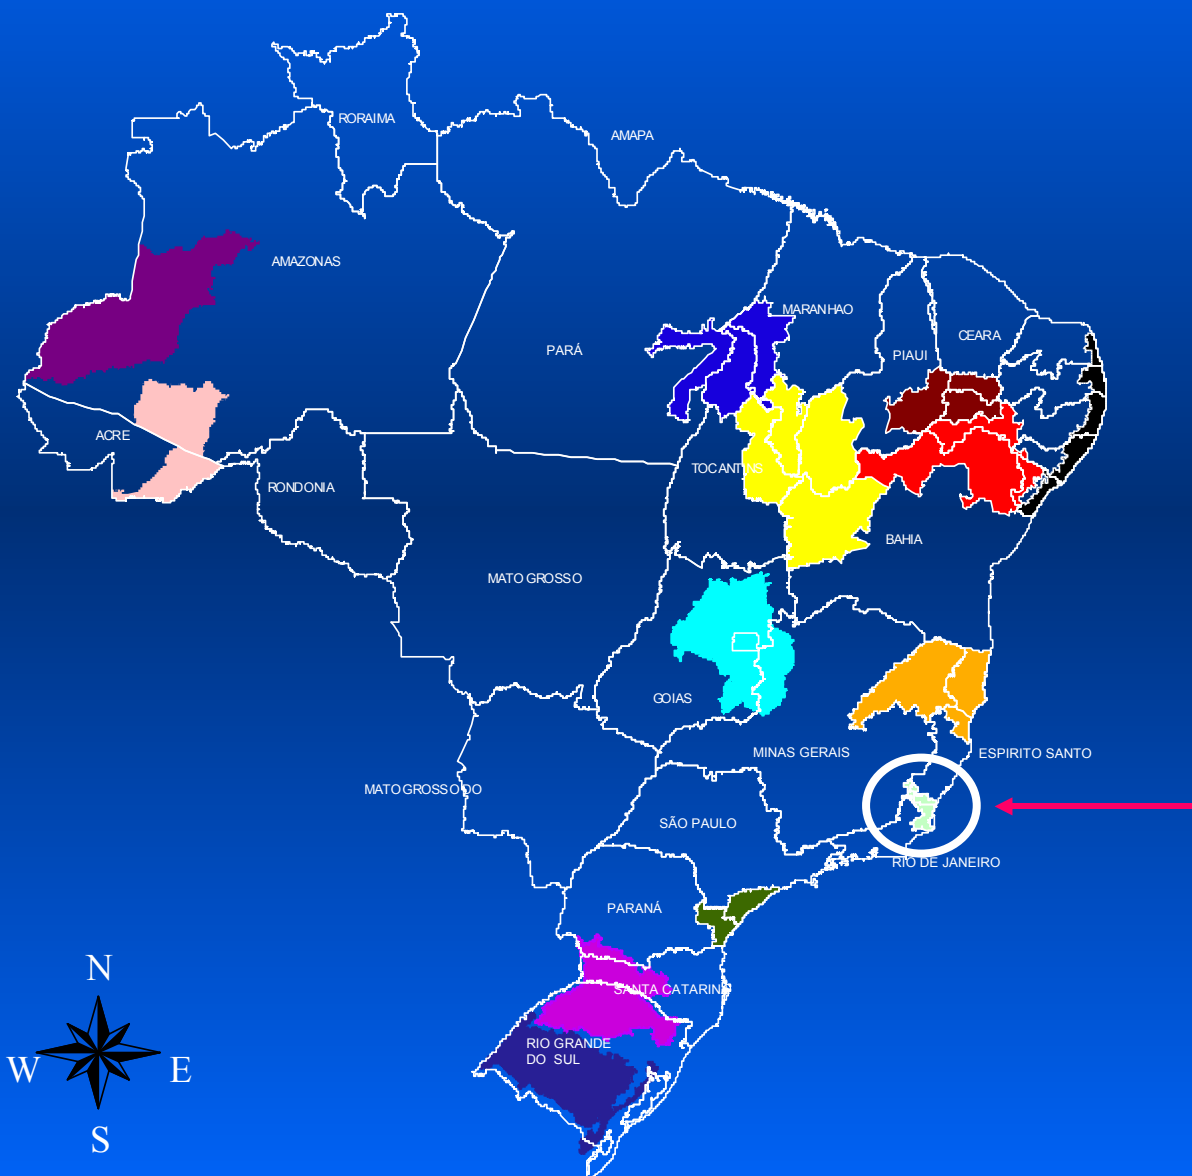 RORAIMA
AMAPA
AMAZONAS
MARANHAO
CEARA
PARÁ
PIAUI
ACRE
TOCANTINS
RONDONIA
BAHIA
MATO GROSSO
GOIAS
MINAS GERAIS
ESPIRITO SANTO
MATO GROSSO DO
SÃO PAULO
RIO DE JANEIRO
PARANÁ
SANTA CATARINA
RIO GRANDE
DO SUL
N
W E
S